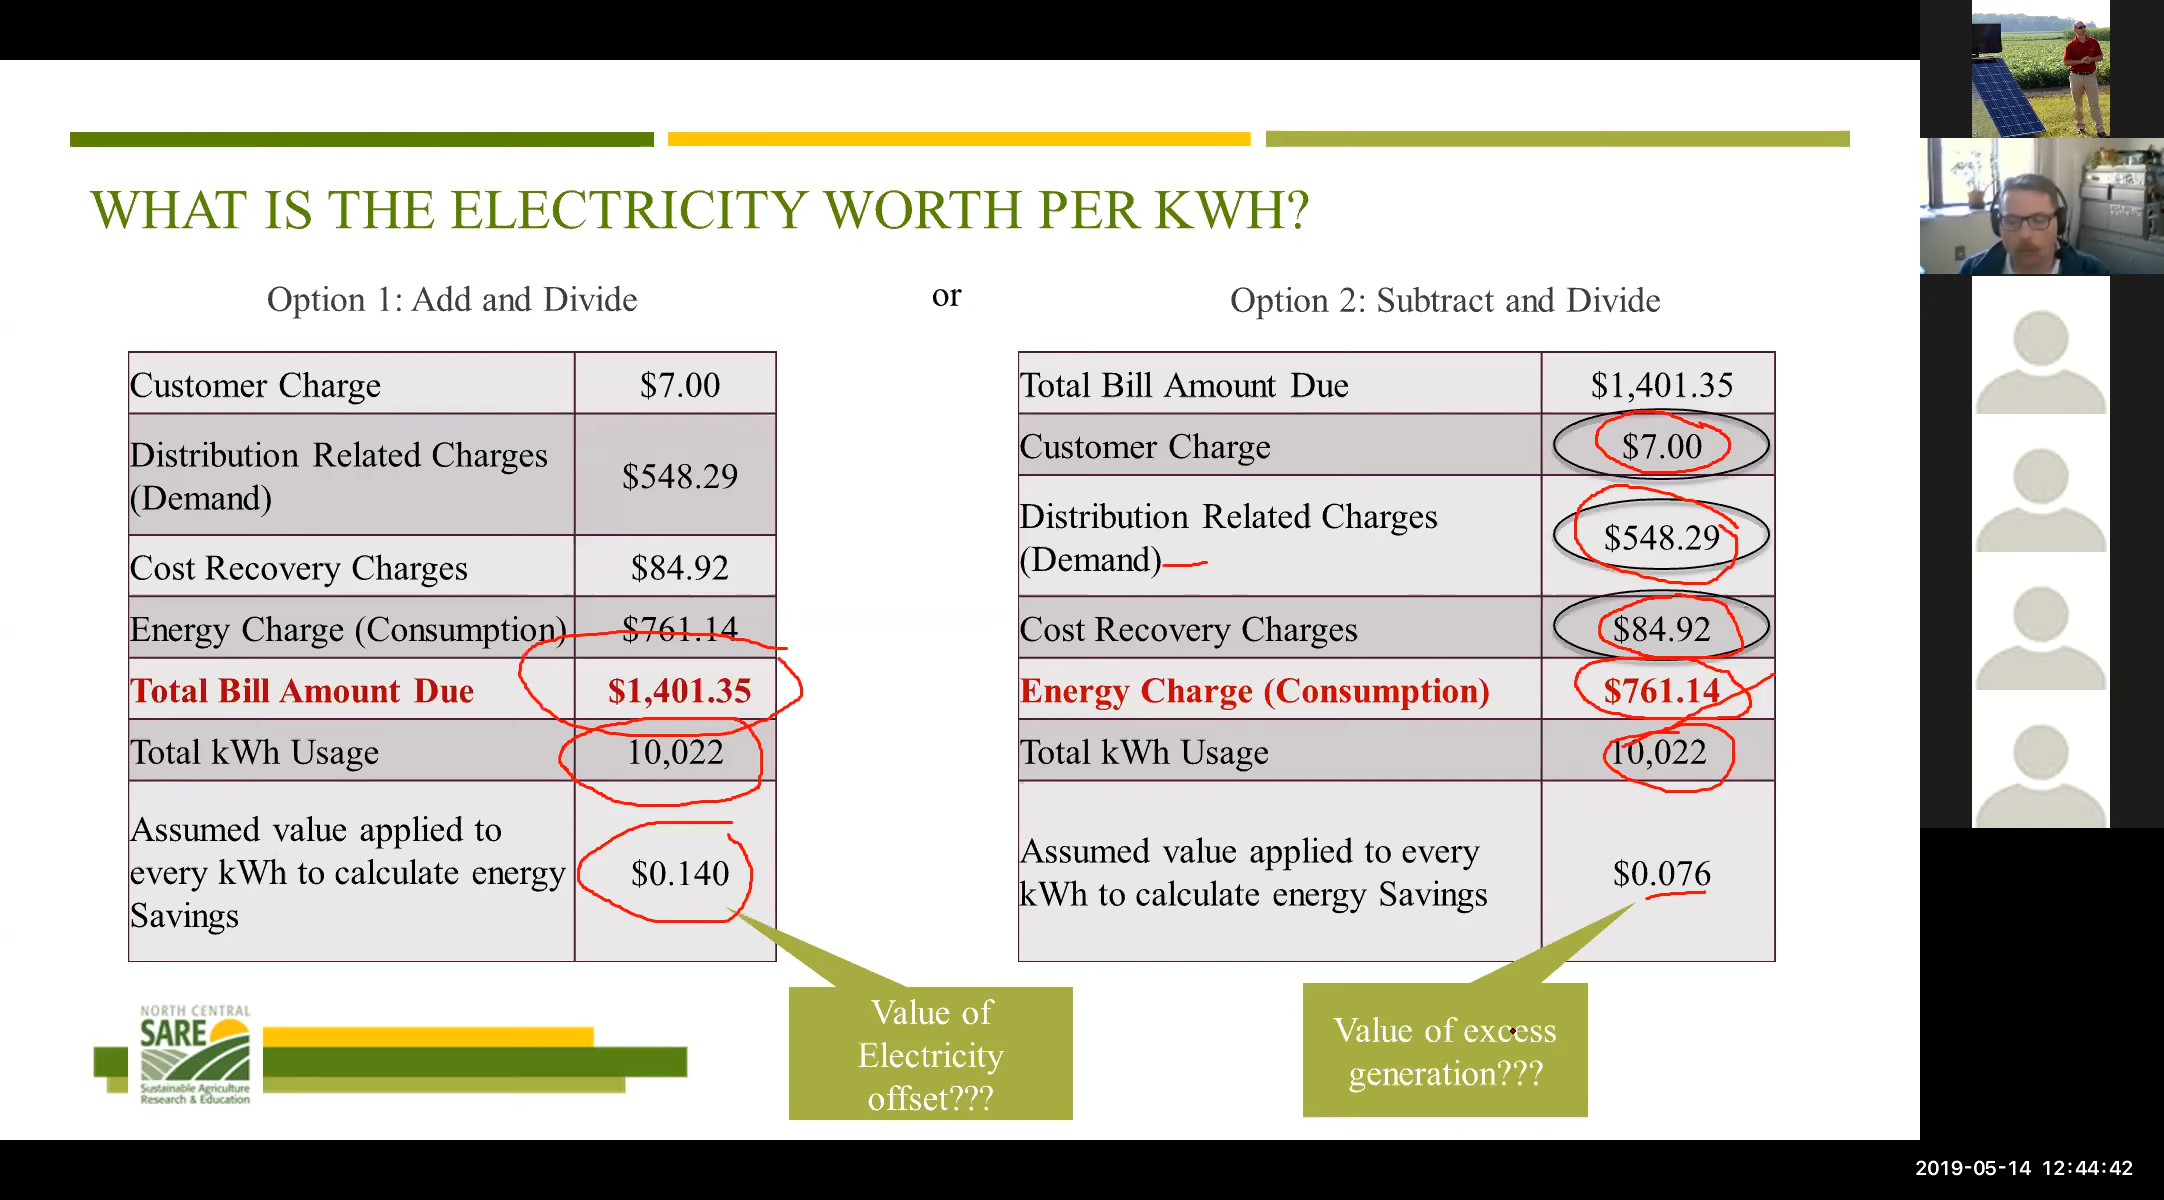 WHAT IS THE ELECTRICITY WORTH PER KWH?
Option 1: Add and Divide
or
Option 2: Subtract and Divide
Customer Charge $7.00
Distribution Related Charges
(Demand)
$548.29
Cost Recovery Charges $84.92
Energy Charge (Consumption) $761.14
Total Bill Amount Due $1,401.35
Total kWh Usage 10,022
Assumed value applied to
every kWh to calculate energy
Savings
$0.140
Total Bill Amount Due $1,401.35
Customer Charge $7.00
Distribution Related Charges
(Demand)
$548.29
Cost Recovery Charges $84.92
Energy Charge (Consumption) $761.14
Total kWh Usage 10,022
Assumed value applied to every
kWh to calculate energy Savings
$0.076
Value of
Electricity
offset???
Value of excess
generation???
NORTH CENTRAL
SARE
Sustainable Agriculture
Research & Education
2019-05-14 12:44:42